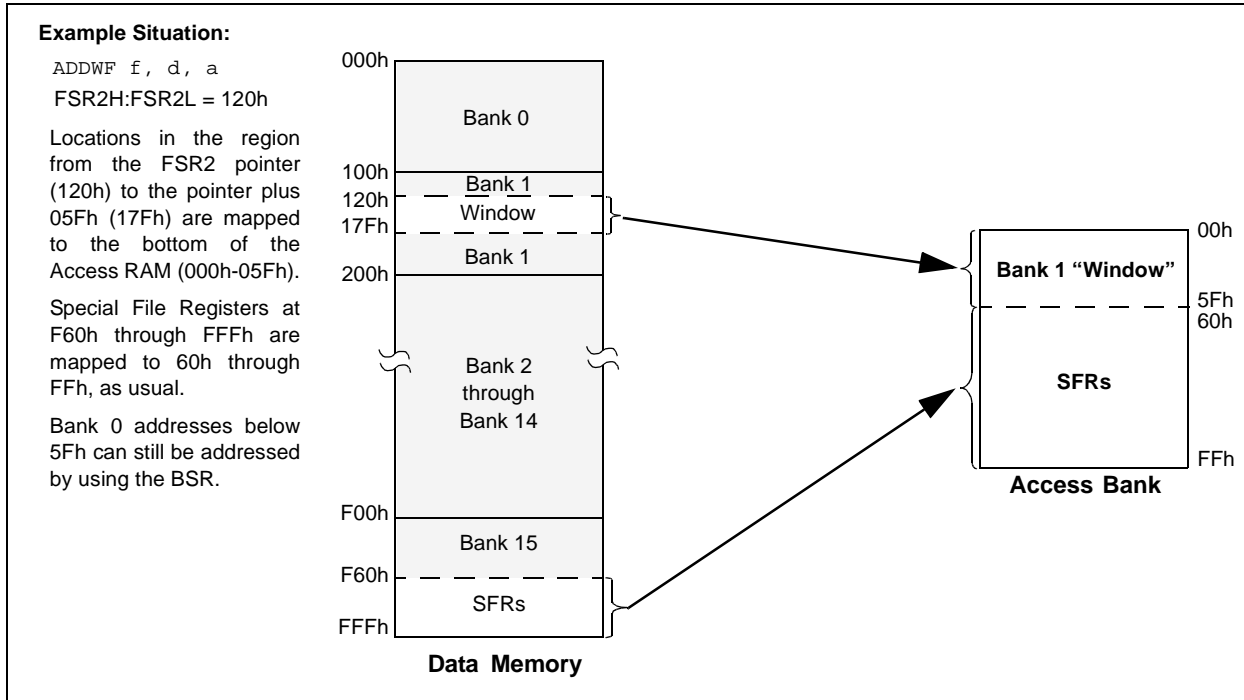 Example Situation:
ADDWF f, d, a
FSR2H:FSR2L = 120h
Locations in the region
from the FSR2 pointer
(120h) to the pointer plus
05Fh (17Fh) are mapped
to the bottom of the
Access RAM (000h-05Fh).
Special File Registers at
F60h through FFFh are
mapped to 60h through
FFh, as usual.
Bank 0 addresses below
5Fh can still be addressed
by using the BSR.
000h
Bank 0
100h
Bank 1
120h
Window
17Fh
Bank 1
200h
Bank 2
through
Bank 14
F00h
Bank 15
F60h
SFRs
FFFh
Data Memory
00h
Bank 1 “Window”
5Fh
60h
SFRs
FFh
Access Bank